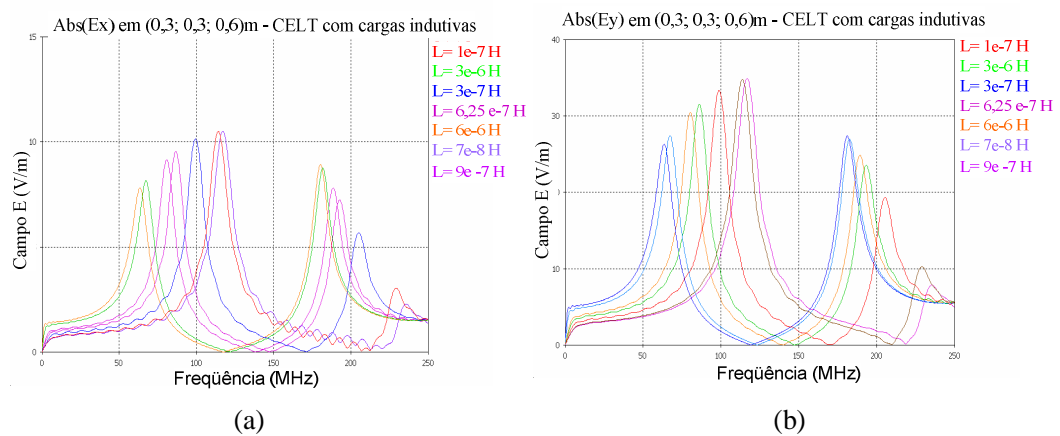 Abs(Ex) em (0,3; 0,3; 0,6)m - CELT com cargas indutivas
15
10
5
0
Campo E (V/m)
0 50 100 150 200 250
Freqüência (MHz)
L= 1e-7 H
L= 3e-6 H
L= 3e-7 H
L= 6,25 e-7 H
L= 6e-6 H
L= 7e-8 H
L= 9e -7 H
(a)
Abs(Ey) em (0,3; 0,3; 0,6)m - CELT com cargas indutivas
40
30
10
0
Campo E (V/m)
0 50 100 150 200 250
Freqüência (MHz)
L= 1e-7 H
L= 3e-6 H
L= 3e-7 H
L= 6,25 e-7 H
L= 6e-6 H
L= 7e-8 H
L= 9e -7 H
(b)